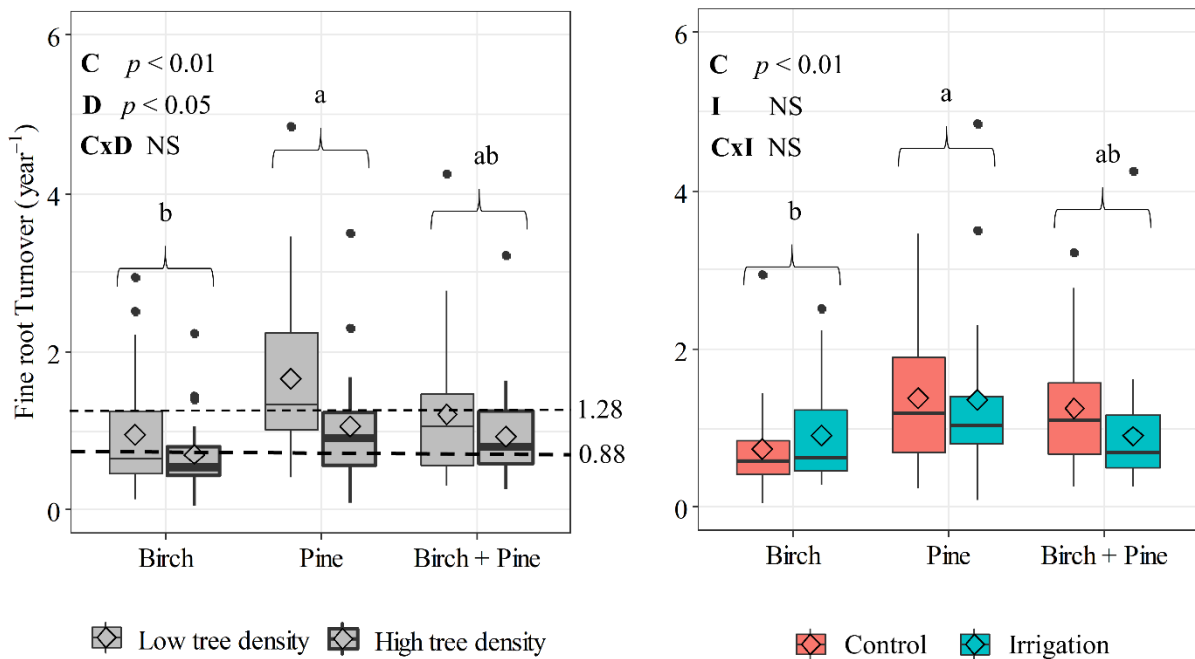 Fine root Turnover (year⁻¹)
6
4
2
0
C p < 0.01
D p < 0.05
CxD NS
b
a
ab
1.28
0.88
Birch Pine Birch + Pine
Low tree density High tree density
6
4
2
0
C p < 0.01
I NS
CxI NS
b
a
ab
Birch Pine Birch + Pine
Control Irrigation